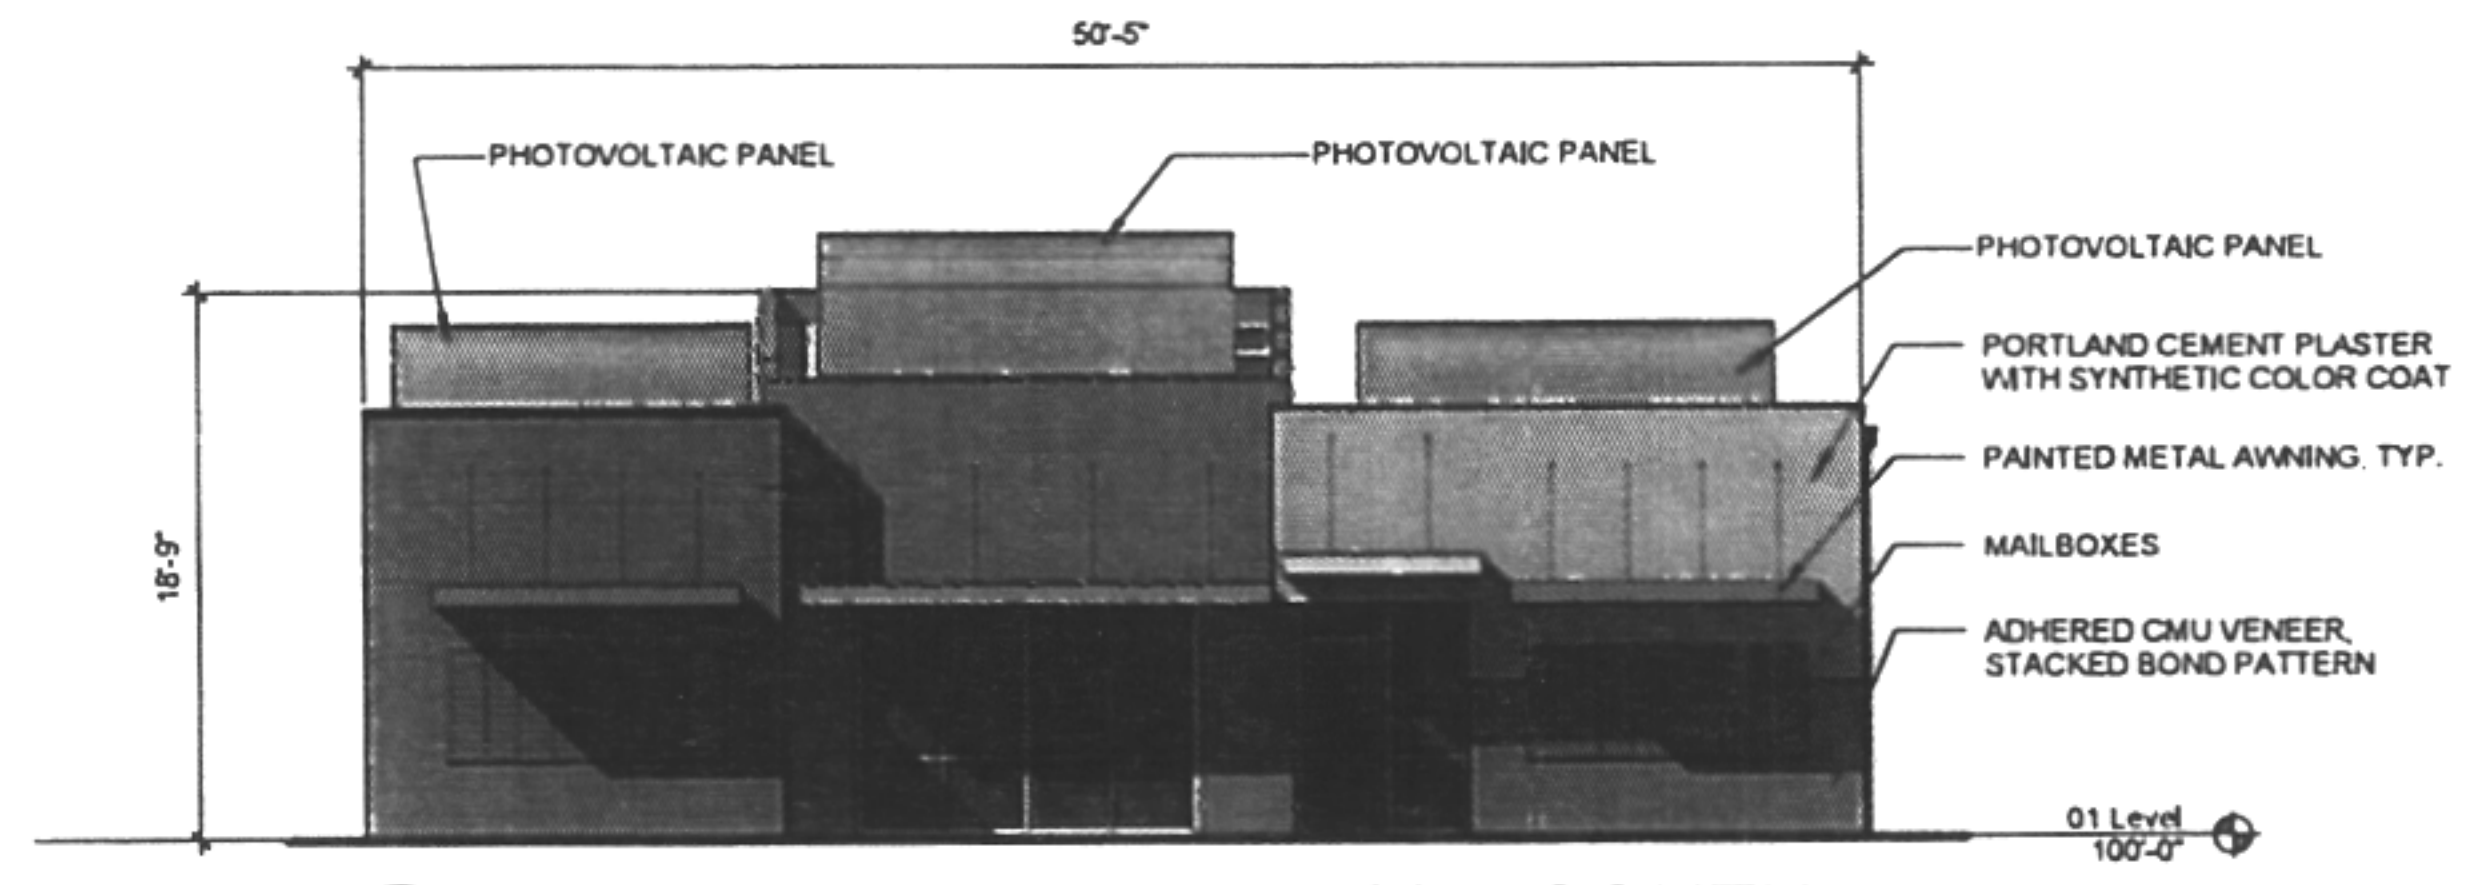 50'-5"
PHOTOVOLTAIC PANEL
PHOTOVOLTAIC PANEL
PHOTOVOLTAIC PANEL
PORTLAND CEMENT PLASTER
WITH SYNTHETIC COLOR COAT
PAINTED METAL AWNING, TYP.
18'-9"
MAILBOXES
ADHERED CMU VENEER,
STACKED BOND PATTERN
01 Level
100'-0"